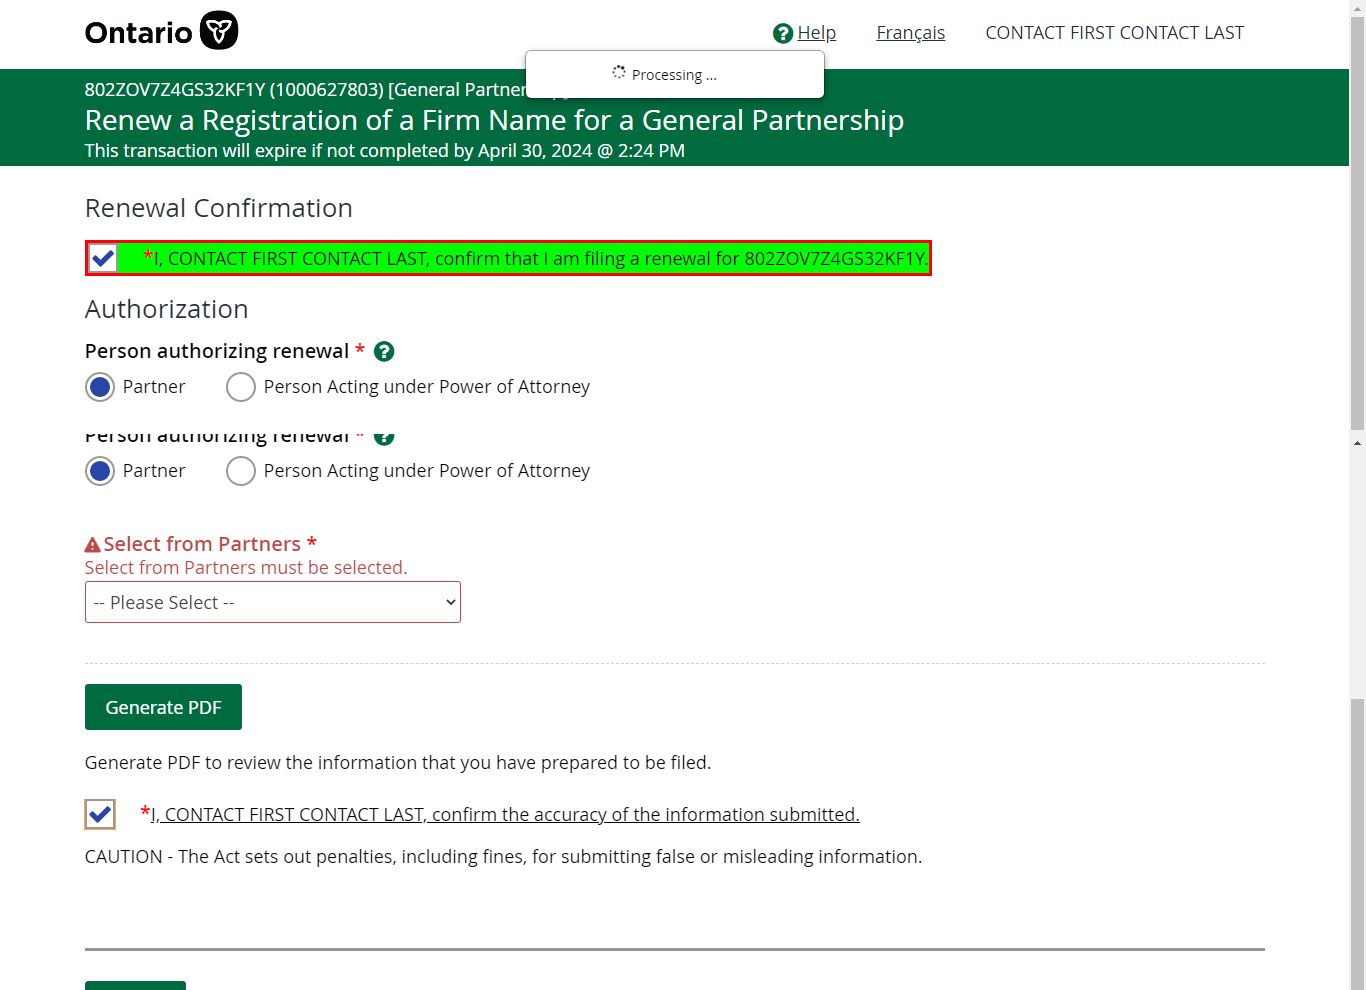 Ontario
Help
Français
CONTACT FIRST CONTACT LAST
Processing ...
802ZOV7Z4GS32KF1Y (1000627803) [General Partner
Renew a Registration of a Firm Name for a General Partnership
This transaction will expire if not completed by April 30, 2024 @ 2:24 PM
Renewal Confirmation
*I, CONTACT FIRST CONTACT LAST, confirm that I am filing a renewal for 802ZOV7Z4GS32KF1Y.
Authorization
Person authorizing renewal *
Partner
Person Acting under Power of Attorney
Person authorizing renewal *
Partner
Person Acting under Power of Attorney
Select from Partners *
Select from Partners must be selected.
-- Please Select --
Generate PDF
Generate PDF to review the information that you have prepared to be filed.
*I, CONTACT FIRST CONTACT LAST, confirm the accuracy of the information submitted.
CAUTION - The Act sets out penalties, including fines, for submitting false or misleading information.